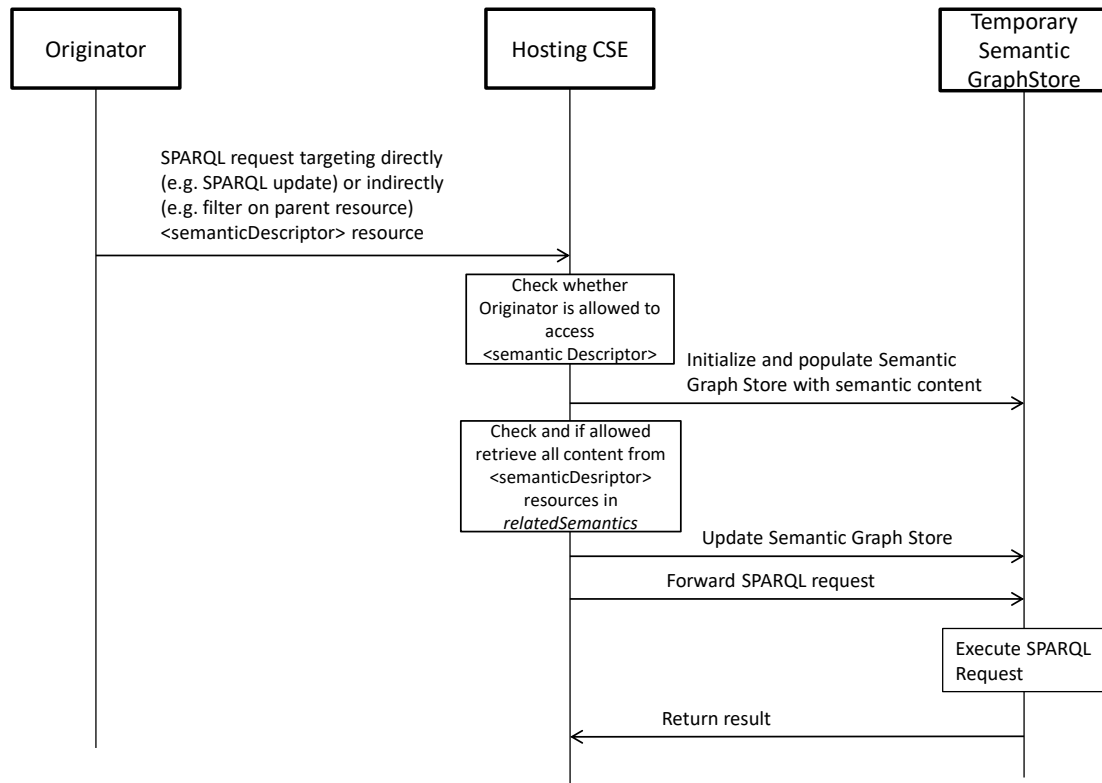 Originator
Hosting CSE
Temporary
Semantic
GraphStore
SPARQL request targeting directly
(e.g. SPARQL update) or indirectly
(e.g. filter on parent resource)
<semanticDescriptor> resource
Check whether
Originator is allowed to
access
<semantic Descriptor>
Initialize and populate Semantic
Graph Store with semantic content
Check and if allowed
retrieve all content from
<semanticDesriptor>
resources in
relatedSemantics
Update Semantic Graph Store
Forward SPARQL request
Execute SPARQL
Request
Return result